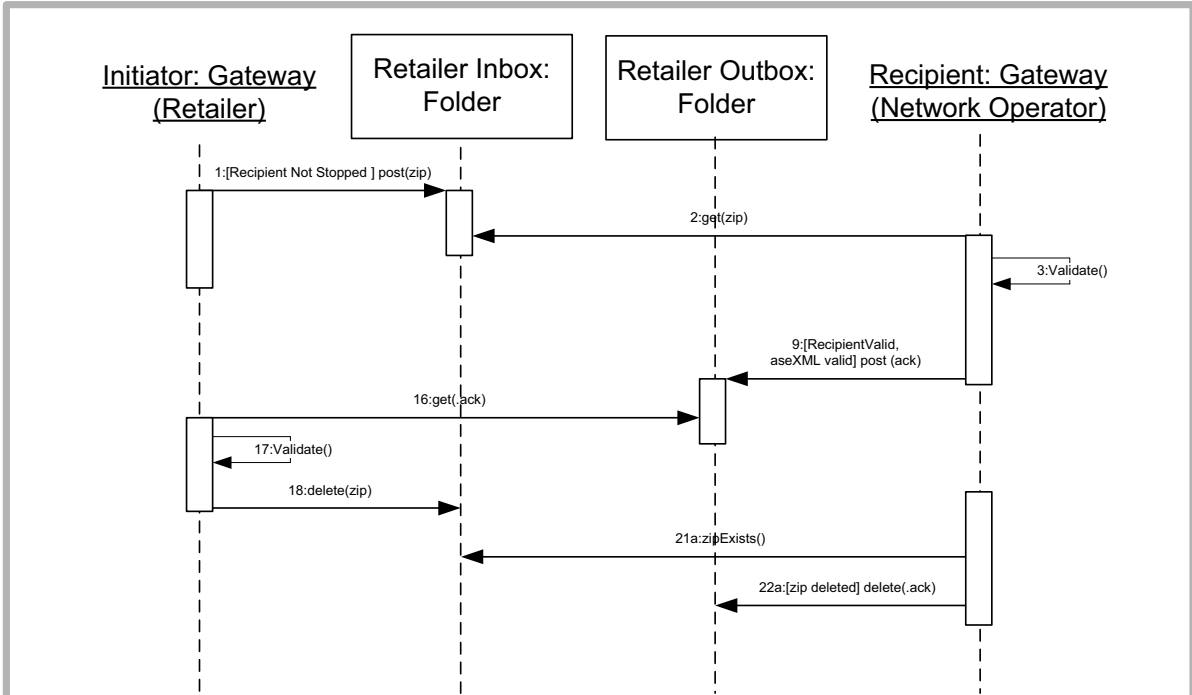 Initiator: Gateway
(Retailer)
Retailer Inbox:
Folder
Retailer Outbox:
Folder
Recipient: Gateway
(Network Operator)
1:[Recipient Not Stopped ] post(zip)
2:get(zip)
3:Validate()
9:[RecipientValid,
aseXML valid] post (ack)
16:get(.ack)
17:Validate()
18:delete(zip)
21a:zipExists()
22a:[zip deleted] delete(.ack)